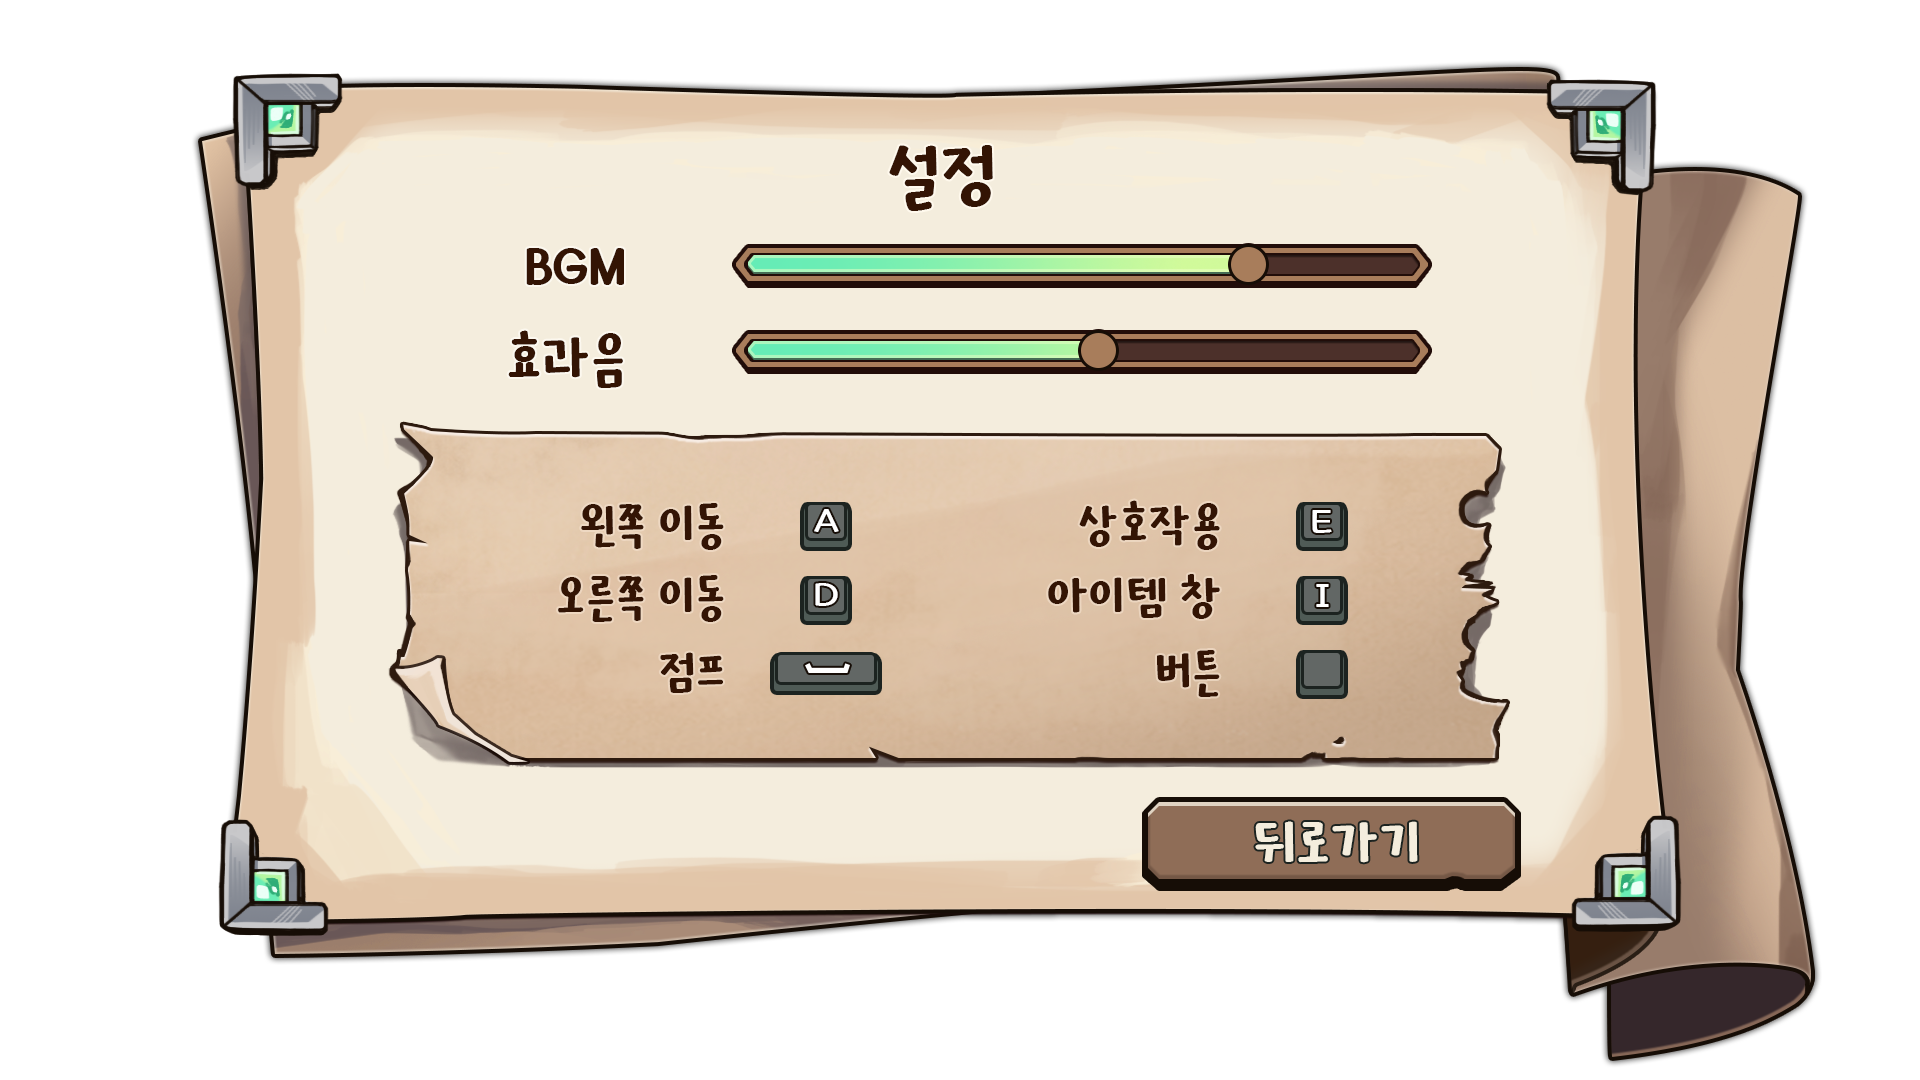 설정
BGM
효과음
왼쪽 이동 A
오른쪽 이동 D
점프
상호작용 E
아이템 창 I
버튼
뒤로가기